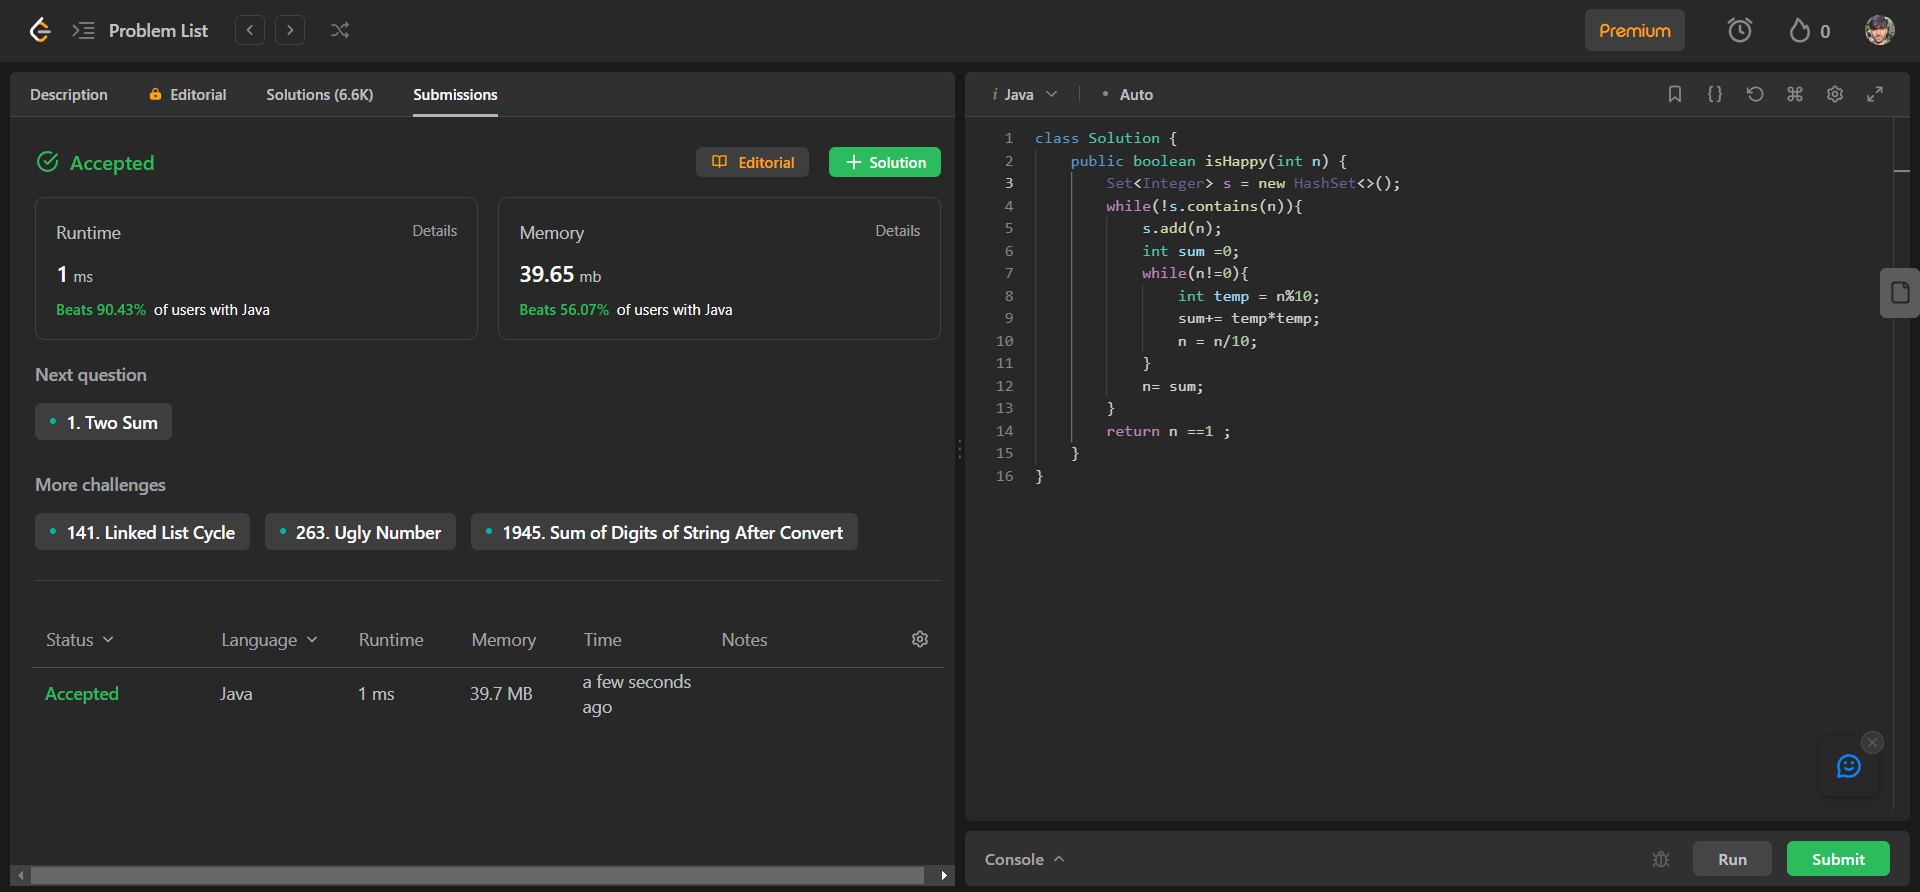 Problem List
Premium
0
Description
Editorial
Solutions (6.6K)
Submissions
Accepted
Editorial
Solution
Runtime
Details
1 ms
Beats 90.43% of users with Java
Memory
Details
39.65 mb
Beats 56.07% of users with Java
Next question
1. Two Sum
More challenges
141. Linked List Cycle
263. Ugly Number
1945. Sum of Digits of String After Convert
Status Language Runtime Memory Time Notes
Accepted Java 1 ms 39.7 MB a few seconds
ago
i Java
• Auto
1 class Solution {
2 public boolean isHappy(int n) {
3 Set<Integer> s = new HashSet<>();
4 while(!s.contains(n)){
5 s.add(n);
6 int sum =0;
7 while(n!=0){
8 int temp = n%10;
9 sum+= temp*temp;
10 n = n/10;
11 }
12 n= sum;
13 }
14 return n ==1 ;
15 }
16 }
Console
Run
Submit